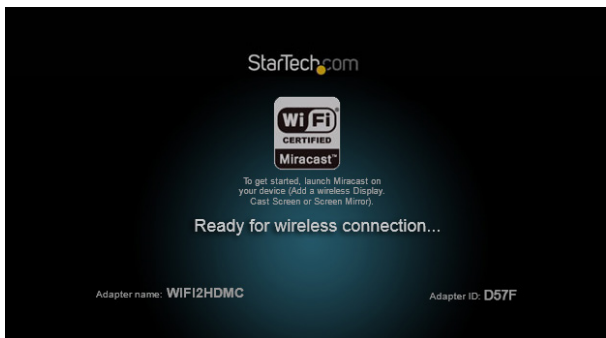 StarTech.com
Wi Fi
CERTIFIED
Miracast™
To get started, launch Miracast on
your device (Add a wireless Display.
Cast Screen or Screen Mirror).
Ready for wireless connection...
Adapter name: WIFI2HDMC
Adapter ID: D57F